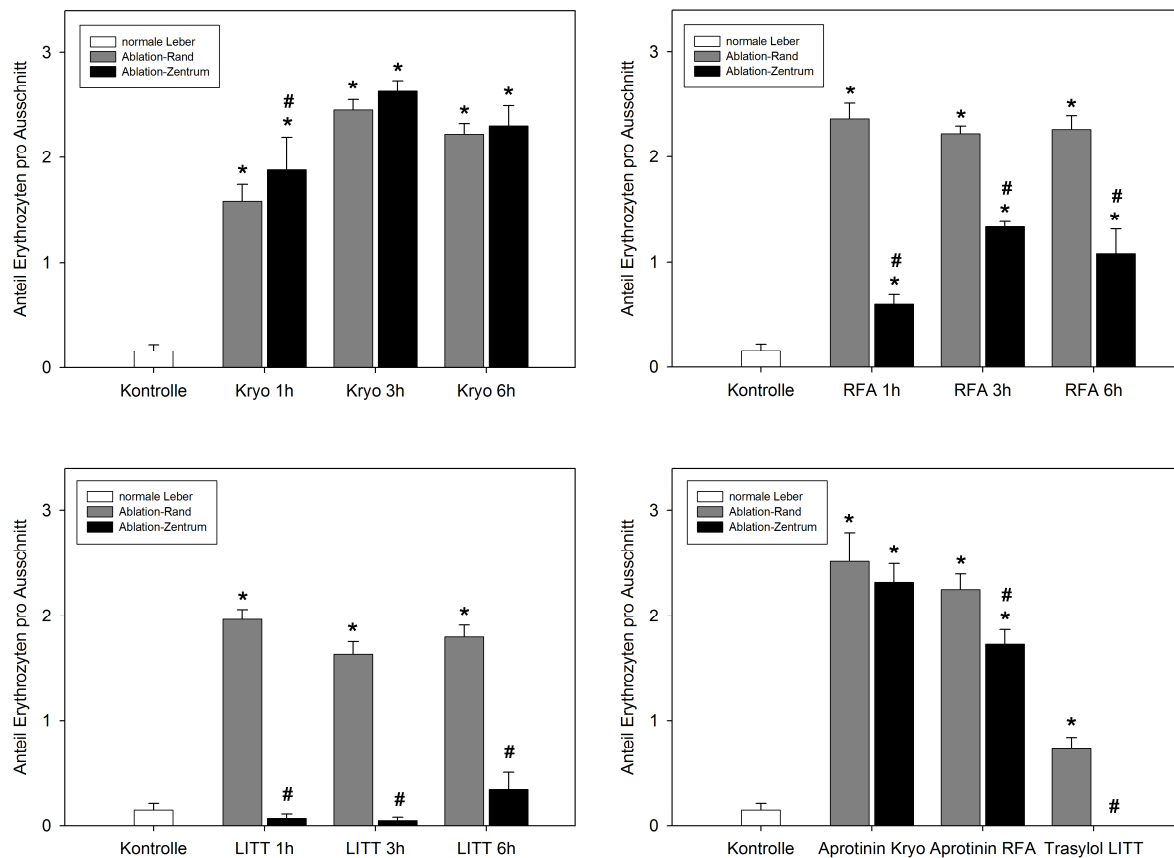 Anteil Erythrozyten pro Ausschnitt
3
2
1
0
normale Leber
Ablation-Rand
Ablation-Zentrum
*
#
*
*
*
*
*
Kontrolle
Kryo 1h
Kryo 3h
Kryo 6h
Anteil Erythrozyten pro Ausschnitt
3
2
1
0
normale Leber
Ablation-Rand
Ablation-Zentrum
*
#
*
*
#
*
*
#
*
Kontrolle
RFA 1h
RFA 3h
RFA 6h
Anteil Erythrozyten pro Ausschnitt
3
2
1
0
normale Leber
Ablation-Rand
Ablation-Zentrum
*
#
*
#
*
#
Kontrolle
LITT 1h
LITT 3h
LITT 6h
Anteil Erythrozyten pro Ausschnitt
3
2
1
0
normale Leber
Ablation-Rand
Ablation-Zentrum
*
*
*
#
*
*
#
Kontrolle
Aprotinin Kryo
Aprotinin RFA
Trasylol LITT